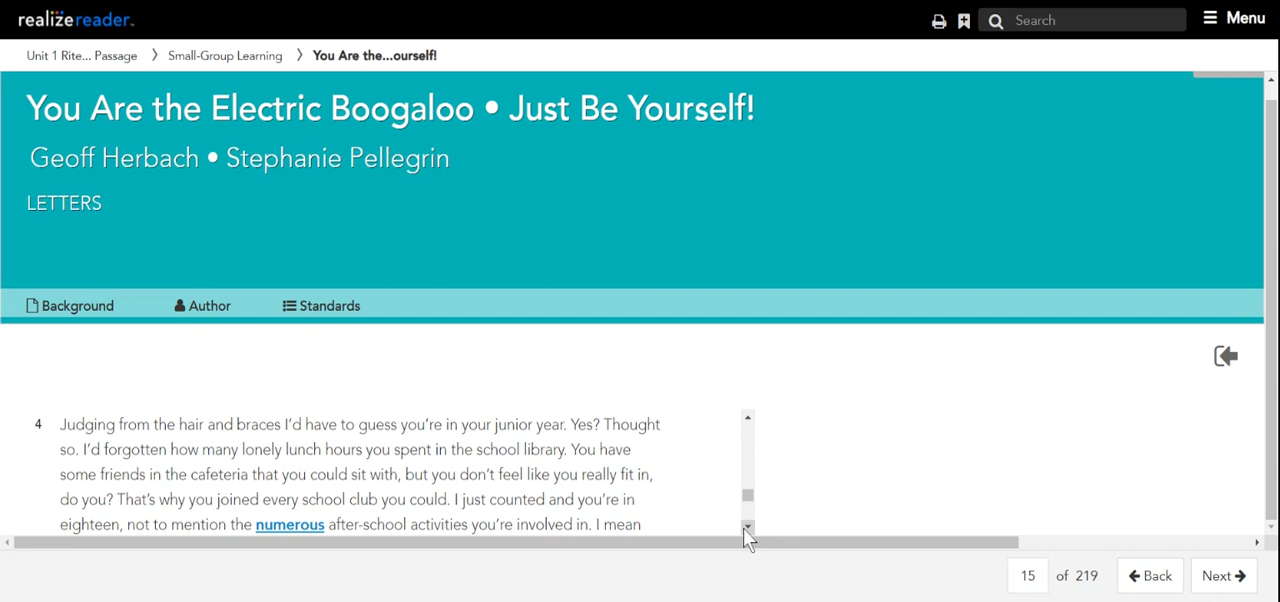 realizereader.
Search
Menu
Unit 1 Rite... Passage
Small-Group Learning
You Are the...ourself!
You Are the Electric Boogaloo • Just Be Yourself!
Geoff Herbach • Stephanie Pellegrin
LETTERS
Background
Author
Standards
4 Judging from the hair and braces I'd have to guess you're in your junior year. Yes? Thought
so. I'd forgotten how many lonely lunch hours you spent in the school library. You have
some friends in the cafeteria that you could sit with, but you don't feel like you really fit in,
do you? That's why you joined every school club you could. I just counted and you're in
eighteen, not to mention the numerous after-school activities you're involved in. I mean
15 of 219
Back
Next